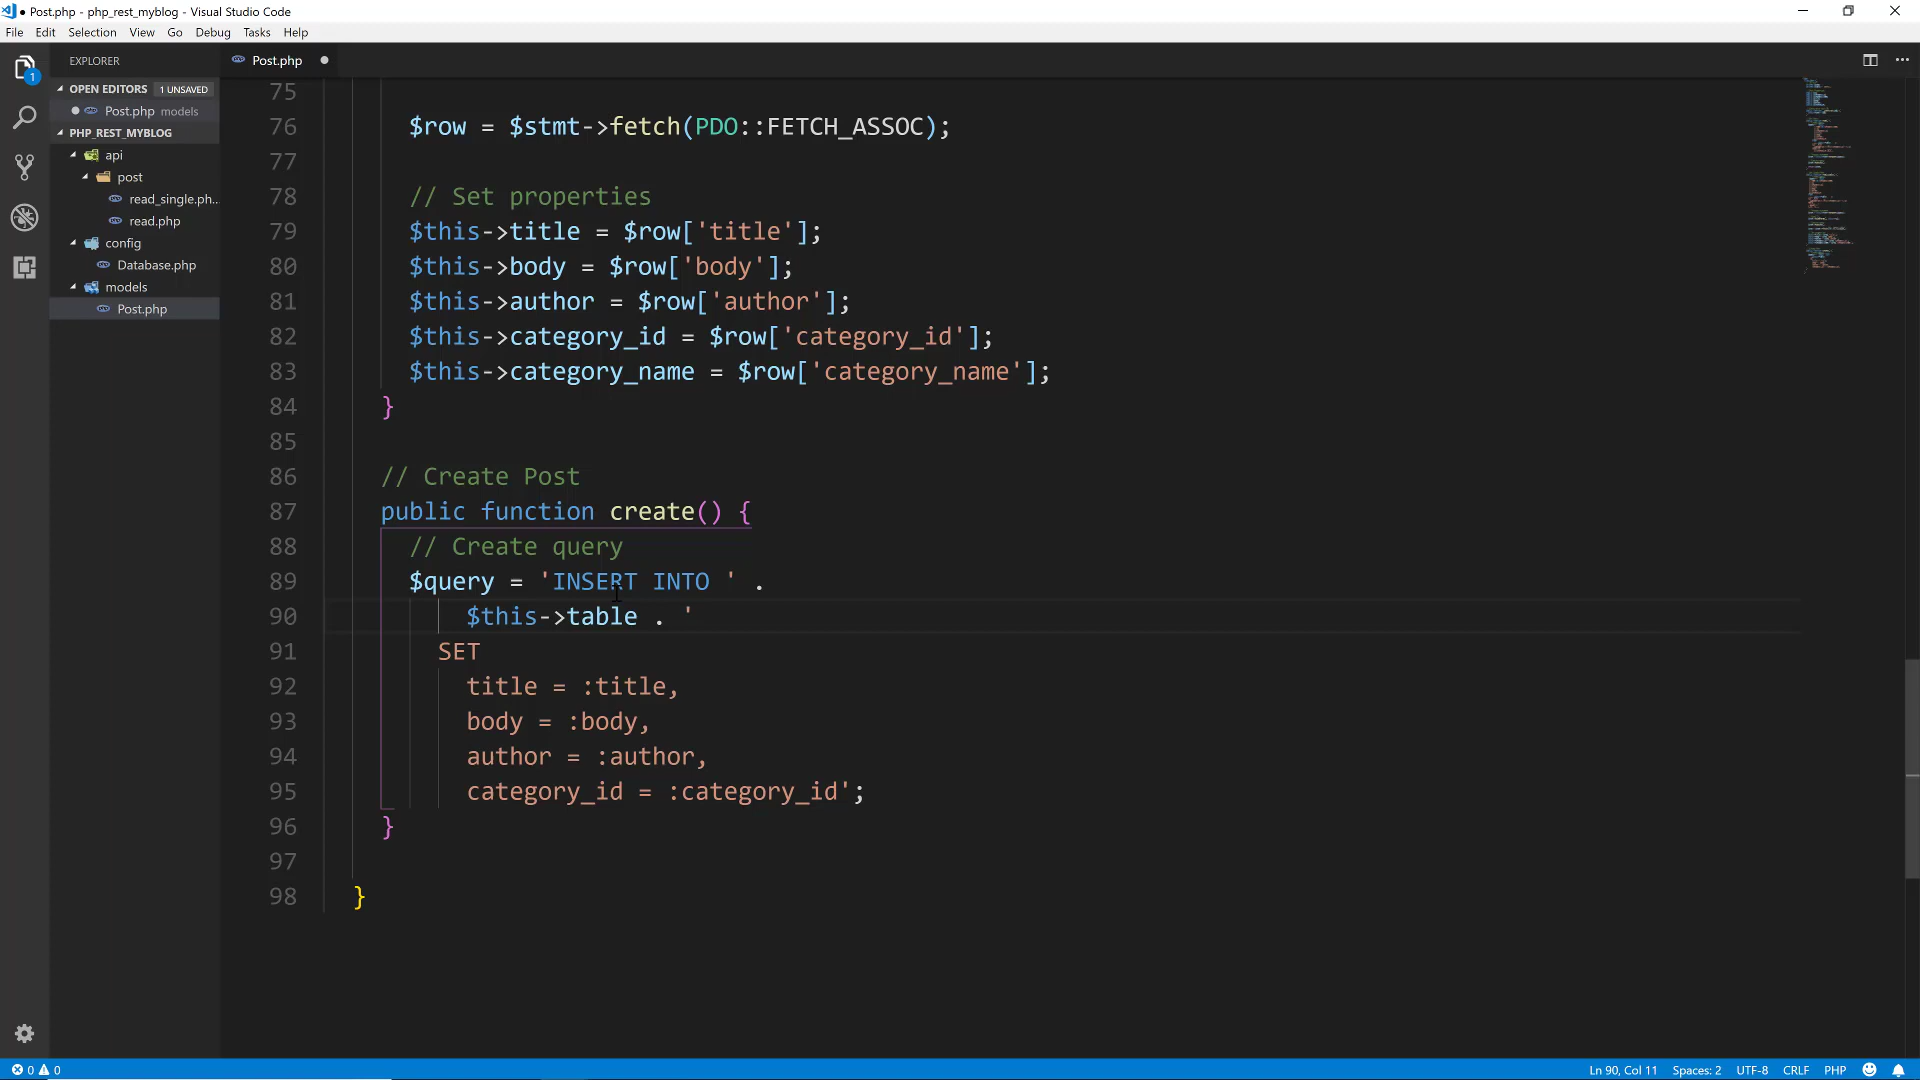 ● Post.php - php_rest_myblog - Visual Studio Code
File Edit Selection View Go Debug Tasks Help
EXPLORER
OPEN EDITORS 1 UNSAVED
Post.php models
PHP_REST_MYBLOG
api
post
read_single.ph...
read.php
config
Database.php
models
Post.php
1
Post.php
75
76 $row = $stmt->fetch(PDO::FETCH_ASSOC);
77
78 // Set properties
79 $this->title = $row['title'];
80 $this->body = $row['body'];
81 $this->author = $row['author'];
82 $this->category_id = $row['category_id'];
83 $this->category_name = $row['category_name'];
84 }
85
86 // Create Post
87 public function create() {
88 // Create query
89 $query = 'INSERT INTO ' .
90 $this->table . '
91 SET
92 title = :title,
93 body = :body,
94 author = :author,
95 category_id = :category_id';
96 }
97
98 }
0 0
Ln 90, Col 11 Spaces: 2 UTF-8 CRLF PHP